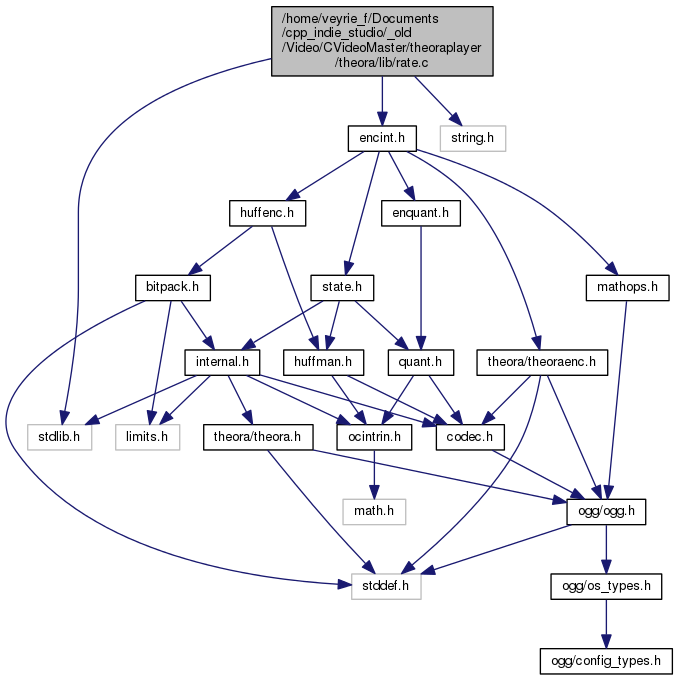 /home/veyrie_f/Documents
/cpp_indie_studio/_old
/Video/CVideoMaster/theoraplayer
/theora/lib/rate.c
encint.h
string.h
huffenc.h
enquant.h
bitpack.h
state.h
mathops.h
internal.h
huffman.h
quant.h
theora/theoraenc.h
stdlib.h
limits.h
theora/theora.h
ocintrin.h
codec.h
math.h
ogg/ogg.h
stddef.h
ogg/os_types.h
ogg/config_types.h